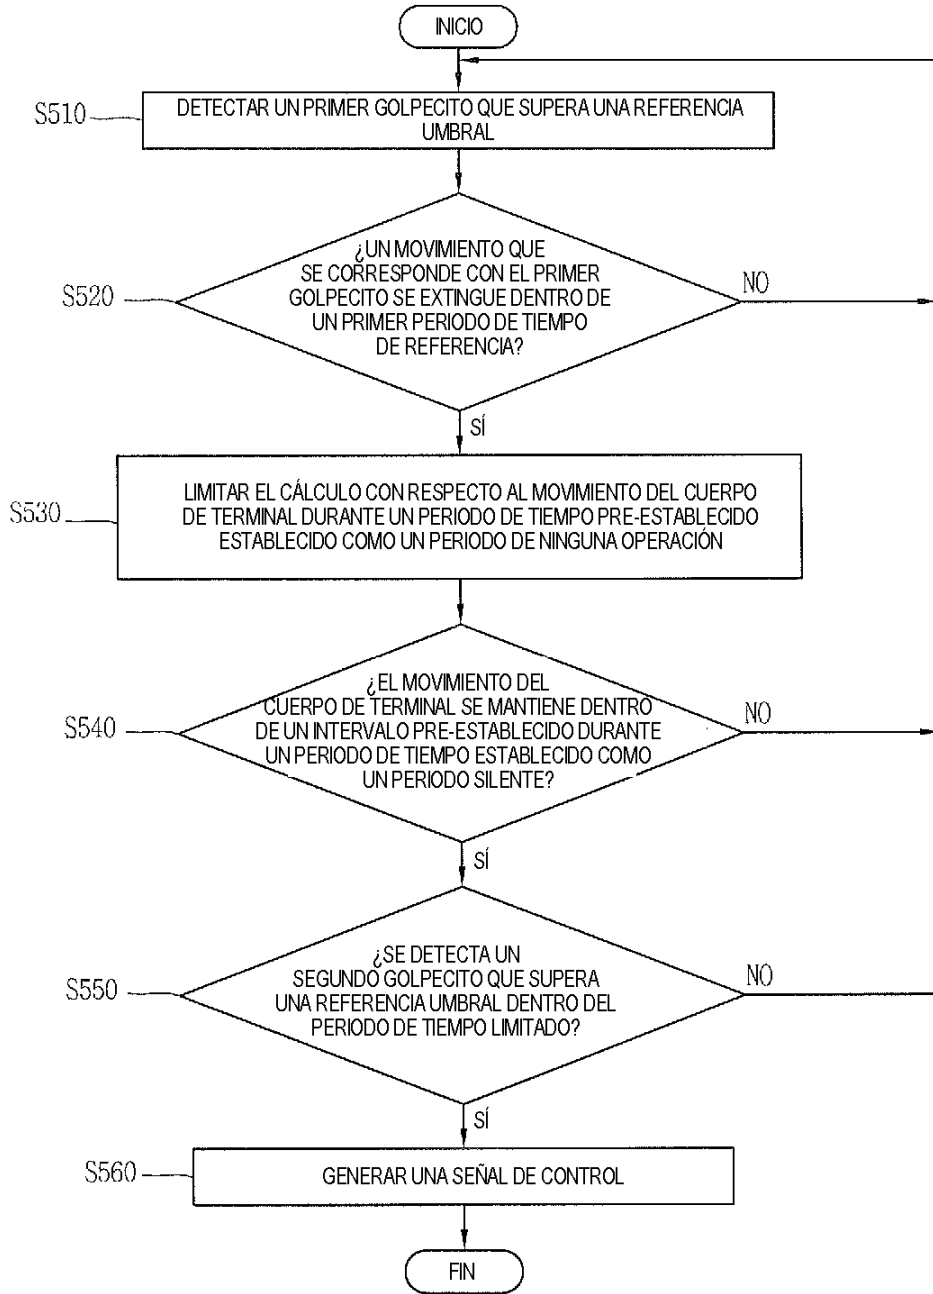 INICIO
S510
DETECTAR UN PRIMER GOLPECITO QUE SUPERA UNA REFERENCIA
UMBRAL
¿UN MOVIMIENTO QUE
SE CORRESPONDE CON EL PRIMER
GOLPECITO SE EXTINGUE DENTRO DE
UN PRIMER PERIODO DE TIEMPO
DE REFERENCIA?
S520
NO
SÍ
LIMITAR EL CÁLCULO CON RESPECTO AL MOVIMIENTO DEL CUERPO
DE TERMINAL DURANTE UN PERIODO DE TIEMPO PRE-ESTABLECIDO
ESTABLECIDO COMO UN PERIODO DE NINGUNA OPERACIÓN
S530
¿EL MOVIMIENTO DEL
CUERPO DE TERMINAL SE MANTIENE DENTRO
DE UN INTERVALO PRE-ESTABLECIDO DURANTE
UN PERIODO DE TIEMPO ESTABLECIDO COMO
UN PERIODO SILENTE?
S540
NO
SÍ
¿SE DETECTA UN
SEGUNDO GOLPECITO QUE SUPERA
UNA REFERENCIA UMBRAL DENTRO DEL
PERIODO DE TIEMPO LIMITADO?
S550
NO
SÍ
S560
GENERAR UNA SEÑAL DE CONTROL
FIN